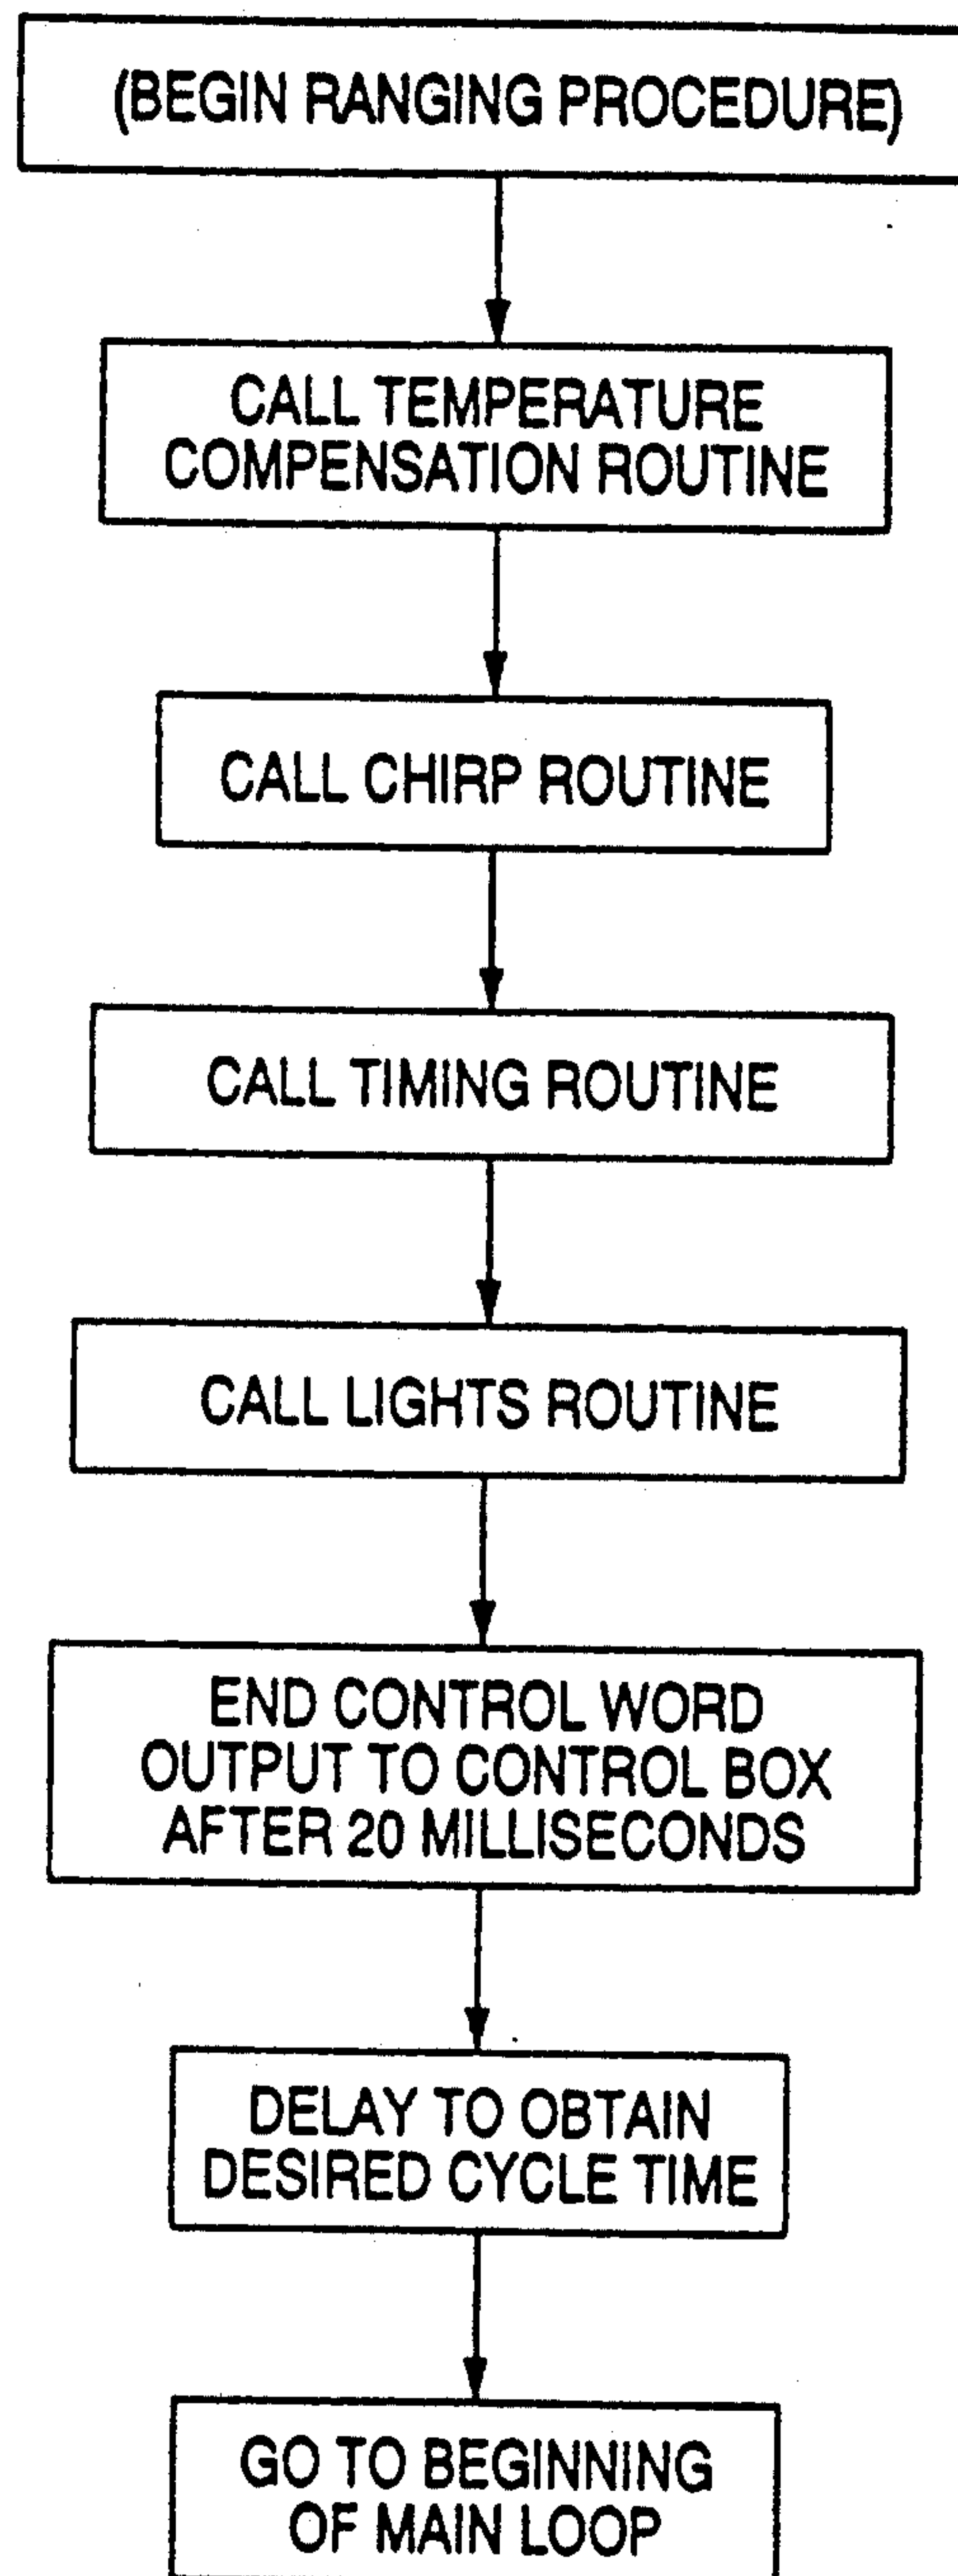 (BEGIN RANGING PROCEDURE)
CALL TEMPERATURE
COMPENSATION ROUTINE
CALL CHIRP ROUTINE
CALL TIMING ROUTINE
CALL LIGHTS ROUTINE
END CONTROL WORD
OUTPUT TO CONTROL BOX
AFTER 20 MILLISECONDS
DELAY TO OBTAIN
DESIRED CYCLE TIME
GO TO BEGINNING
OF MAIN LOOP